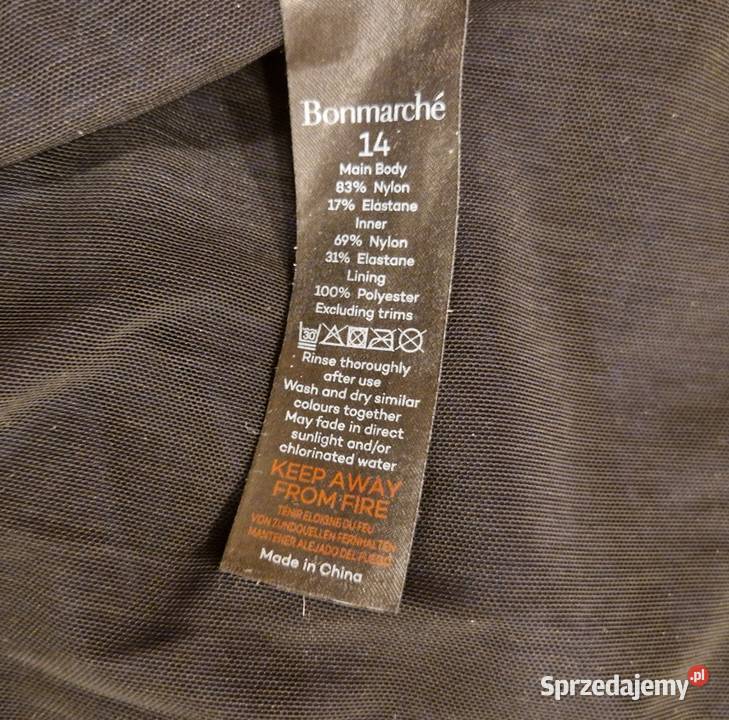 Bonmarché
14
Main Body
83% Nylon
17% Elastane
Inner
69% Nylon
31% Elastane
Lining
100% Polyester
Excluding trims
30
Rinse thoroughly
after use
Wash and dry similar
colours together
May fade in direct
sunlight and/or
chlorinated water
KEEP AWAY
FROM FIRE
TENIR ELOIGNE DU FEU
VON ZUNDQUELLEN FERNHALTEN
MANTENER ALEJADO DEL FUEGO
Made in China
Sprzedajemy.pl